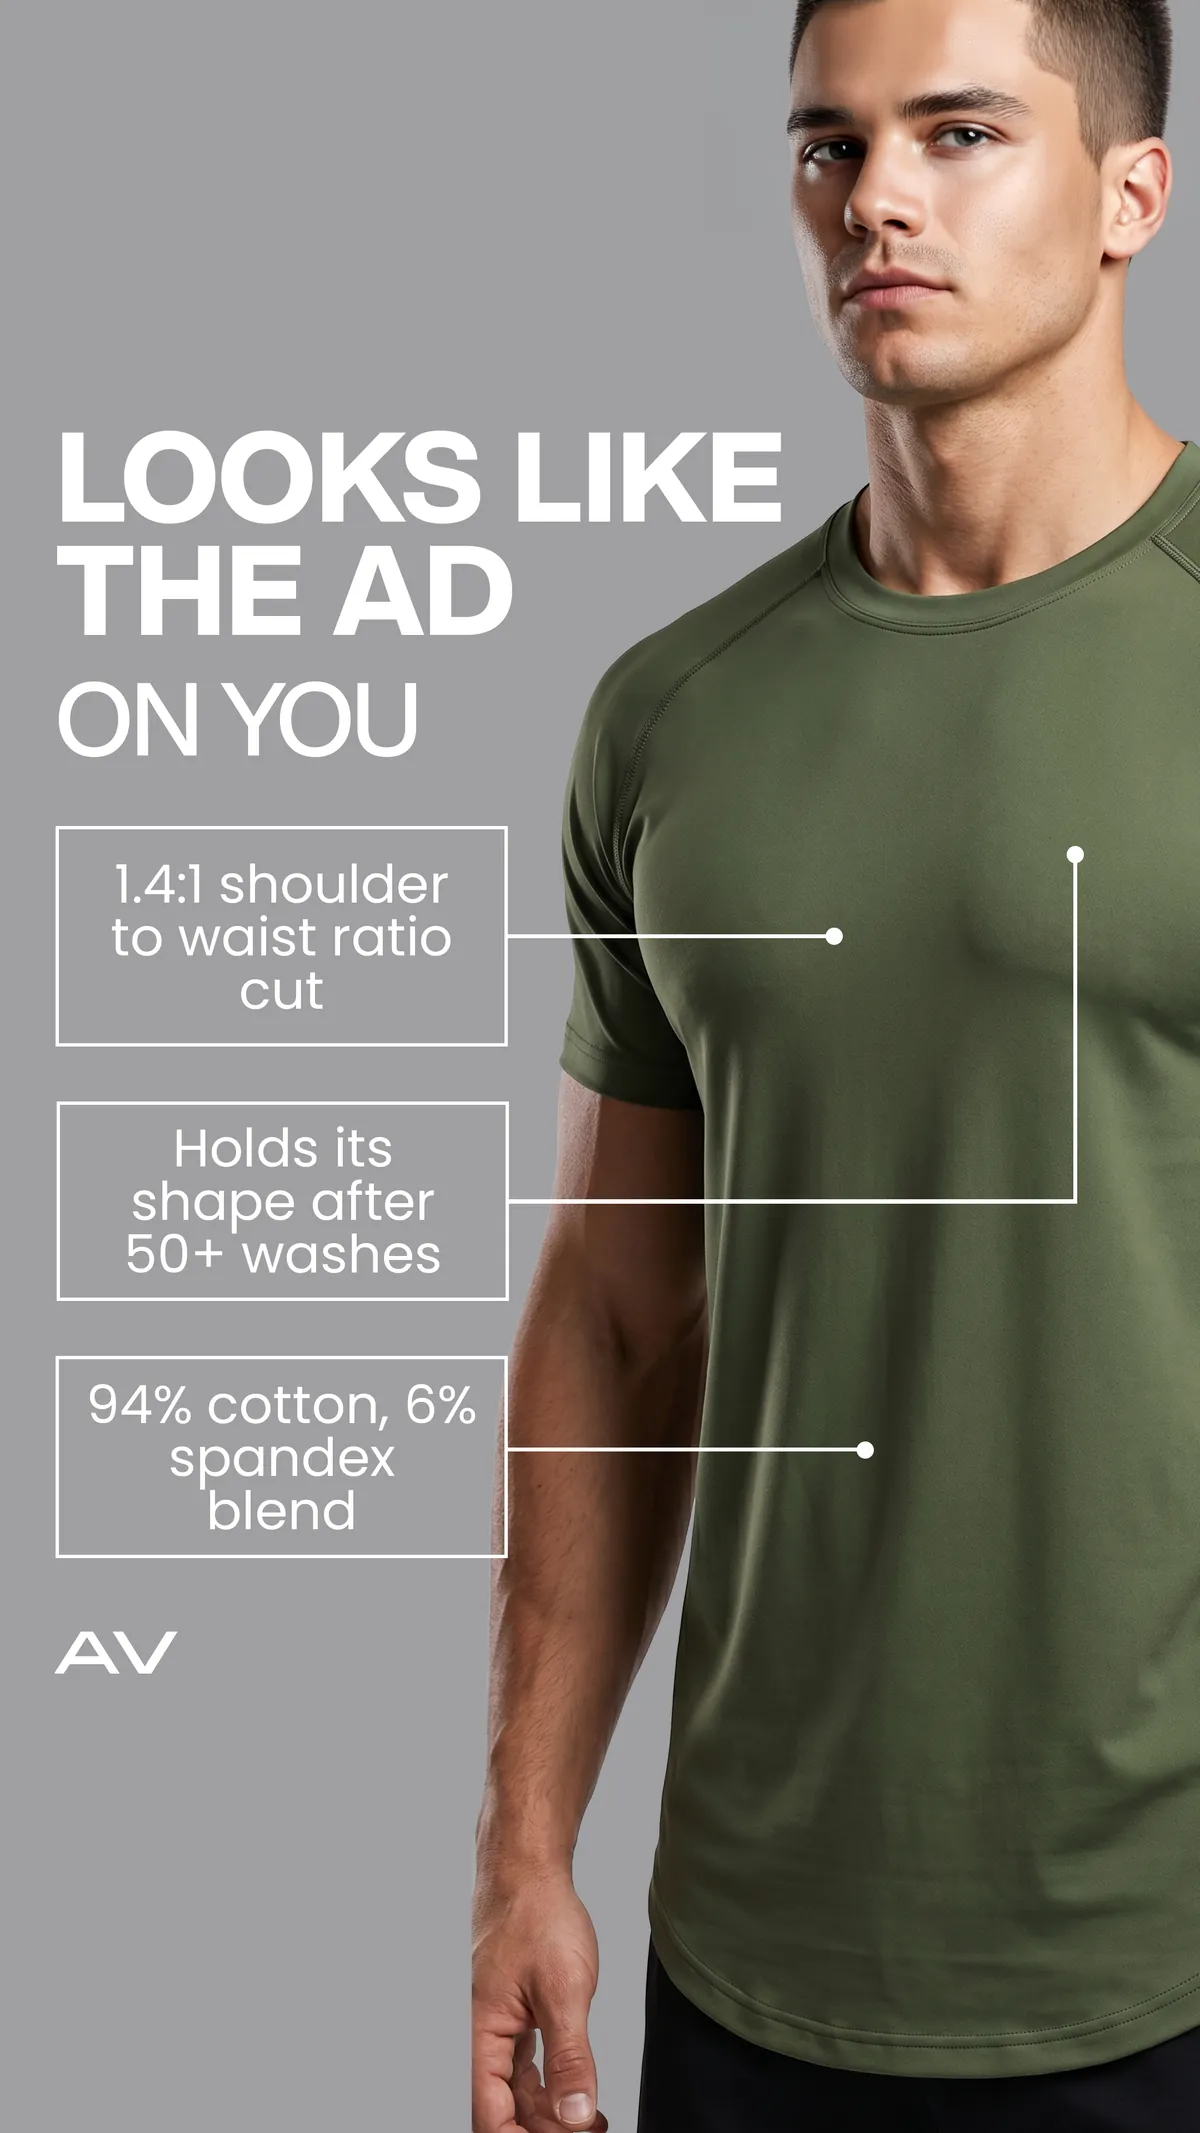 LOOKS LIKE
THE AD
ON YOU
1.4:1 shoulder
to waist ratio
cut
Holds its
shape after
50+ washes
94% cotton, 6%
spandex
blend
AV